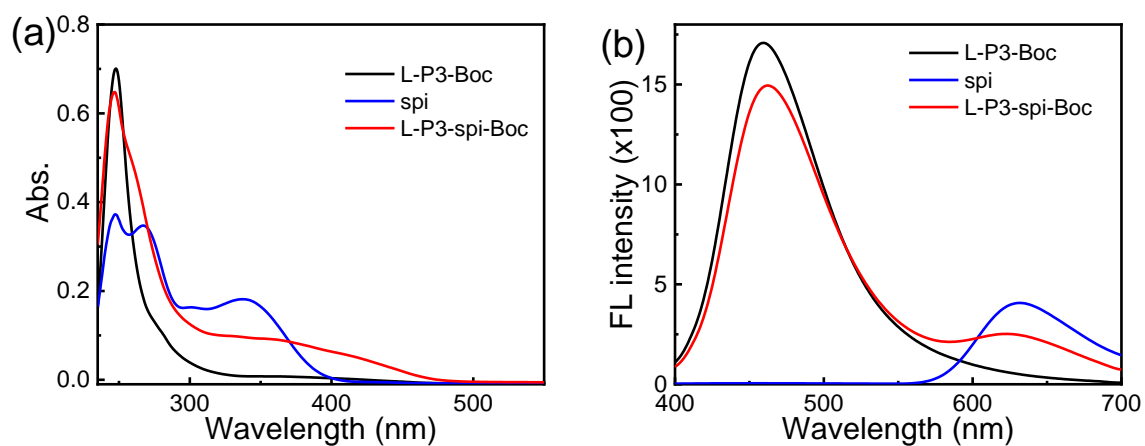 (a)
0.8
0.6
0.4
0.2
0.0
Abs.
L-P3-Boc
spi
L-P3-spi-Boc
300
400
500
Wavelength (nm)
(b)
15
10
5
0
FL intensity (x100)
L-P3-Boc
spi
L-P3-spi-Boc
400
500
600
700
Wavelength (nm)